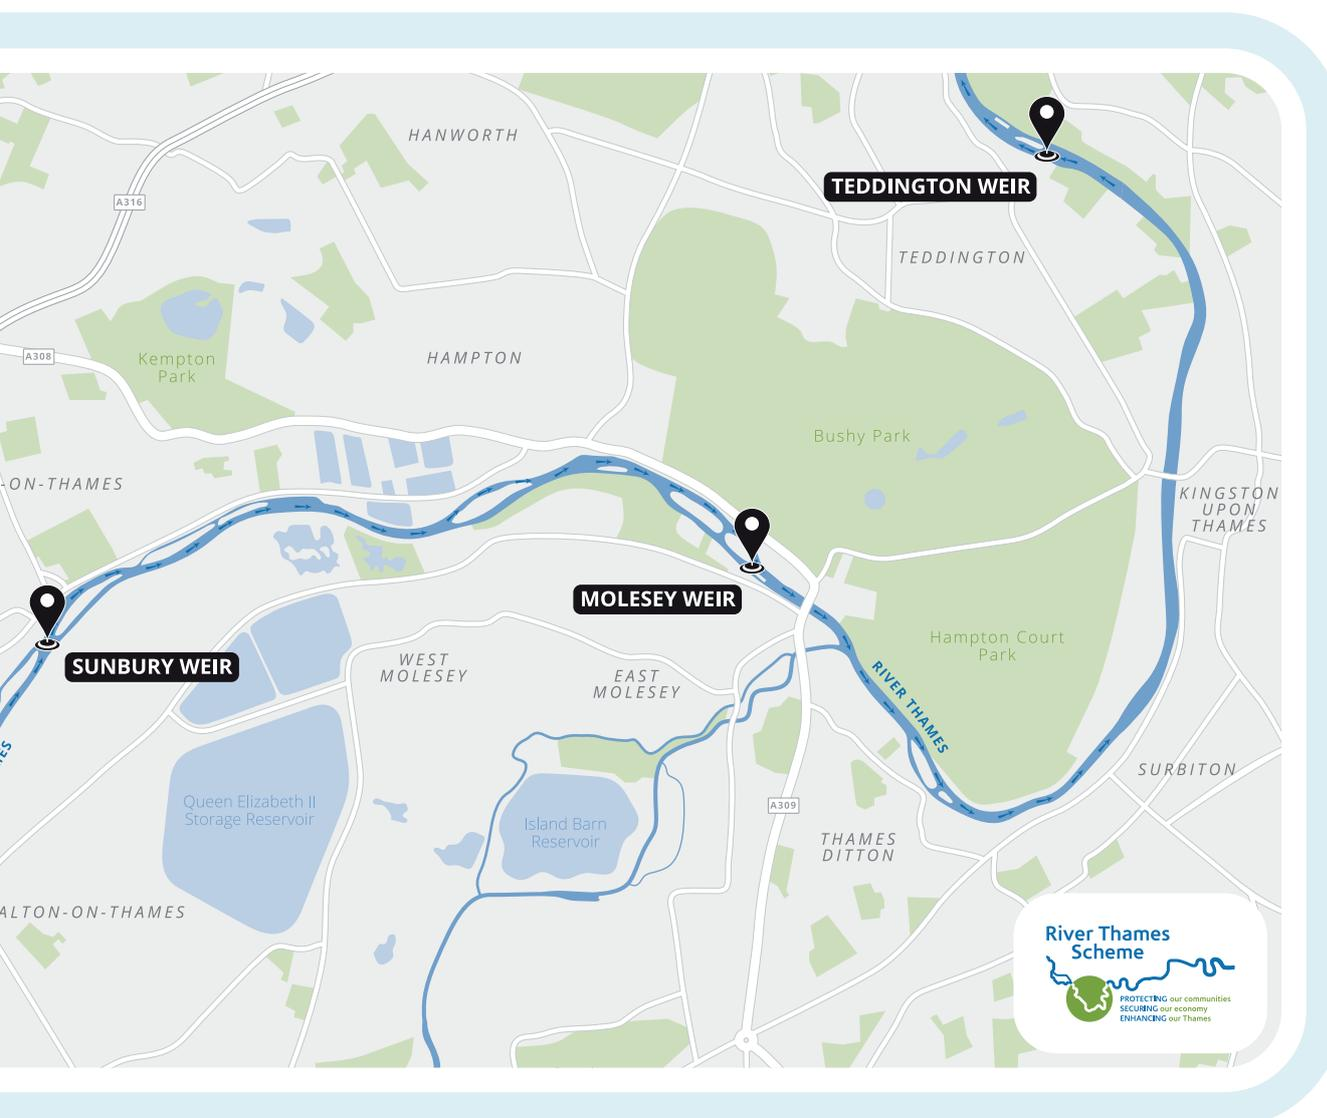 HANWORTH
TEDDINGTON WEIR
A316
TEDDINGTON
Kempton
Park
A308
HAMPTON
Bushy Park
-ON-THAMES
KINGSTON
UPON
THAMES
MOLESEY WEIR
SUNBURY WEIR
Hampton Court
Park
WEST
MOLESEY
EAST
MOLESEY
RIVER THAMES
ES
SURBITON
Queen Elizabeth II
Storage Reservoir
A309
Island Barn
Reservoir
THAMES
DITTON
ALTON-ON-THAMES
River Thames
Scheme
PROTECTING our communities
SECURING our economy
ENHANCING our Thames